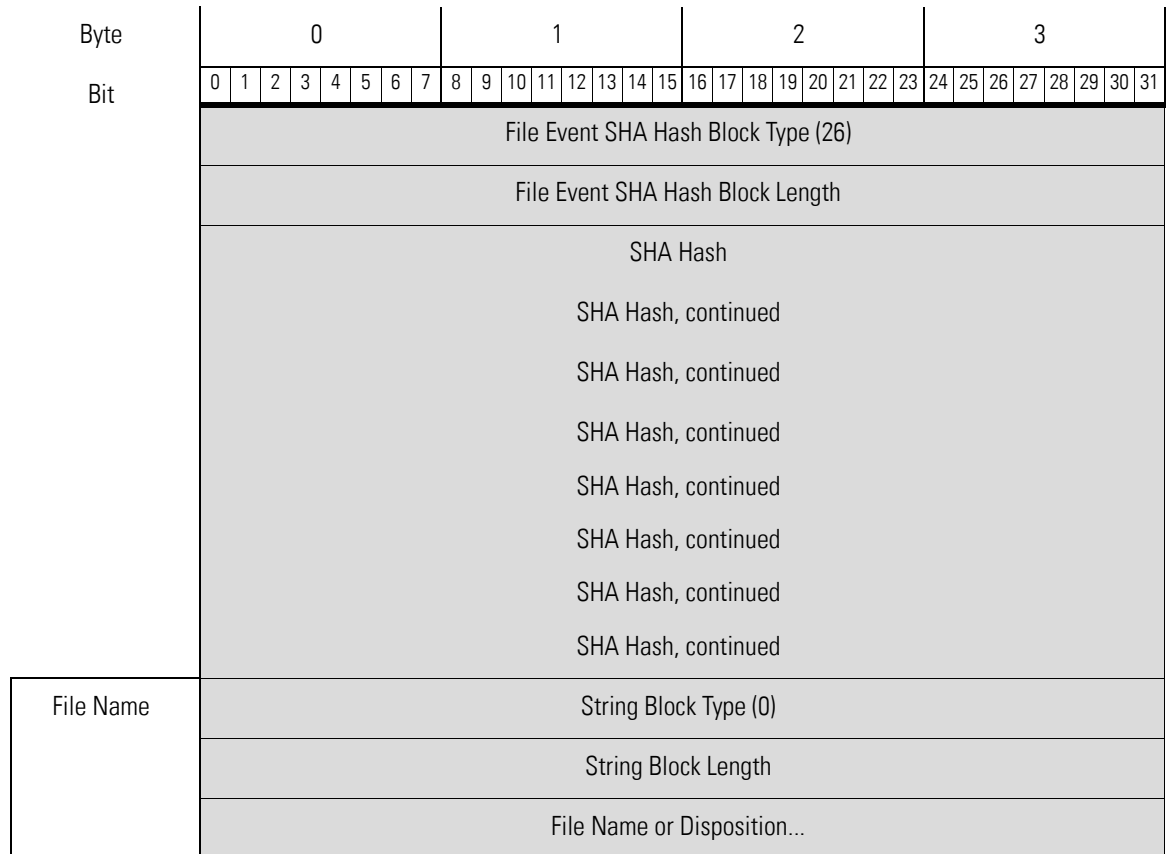 Byte 0 1 2 3
Bit 0 1 2 3 4 5 6 7 8 9 10 11 12 13 14 15 16 17 18 19 20 21 22 23 24 25 26 27 28 29 30 31
File Event SHA Hash Block Type (26)
File Event SHA Hash Block Length
SHA Hash
SHA Hash, continued
SHA Hash, continued
SHA Hash, continued
SHA Hash, continued
SHA Hash, continued
SHA Hash, continued
SHA Hash, continued
File Name String Block Type (0)
String Block Length
File Name or Disposition...